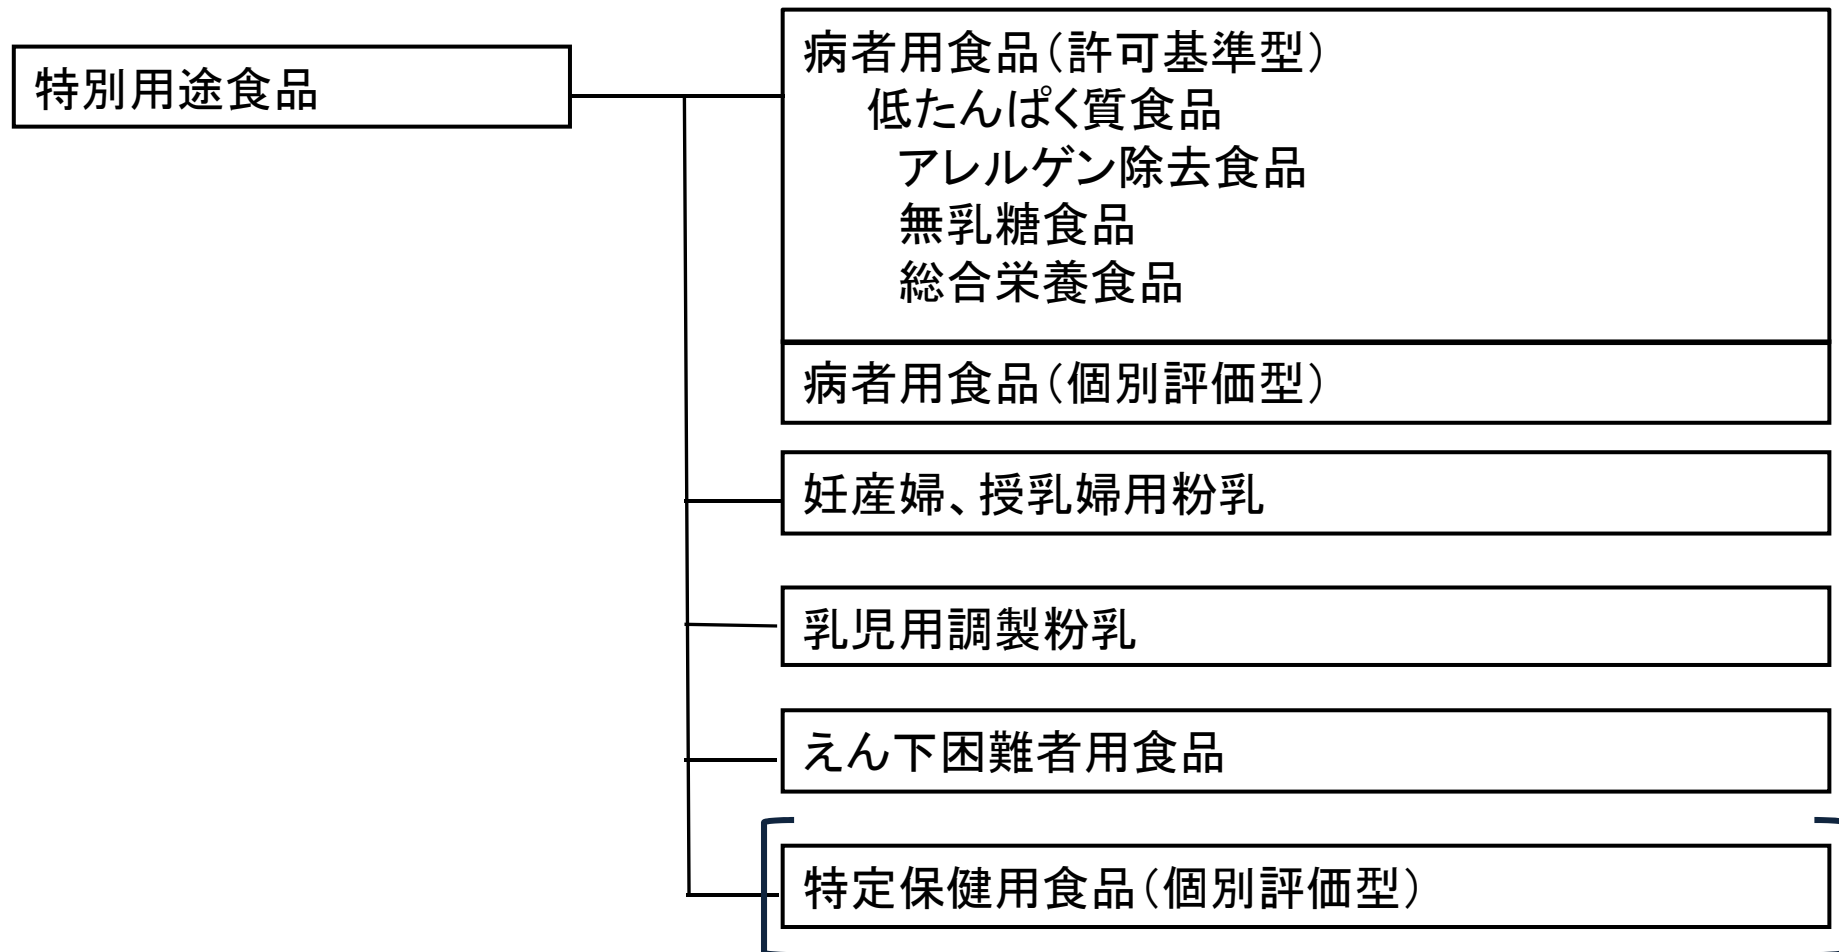 特別用途食品
病者用食品（許可基準型）
低たんぱく質食品
アレルゲン除去食品
無乳糖食品
総合栄養食品
病者用食品（個別評価型）
妊産婦、授乳婦用粉乳
乳児用調製粉乳
えん下困難者用食品
特定保健用食品（個別評価型）